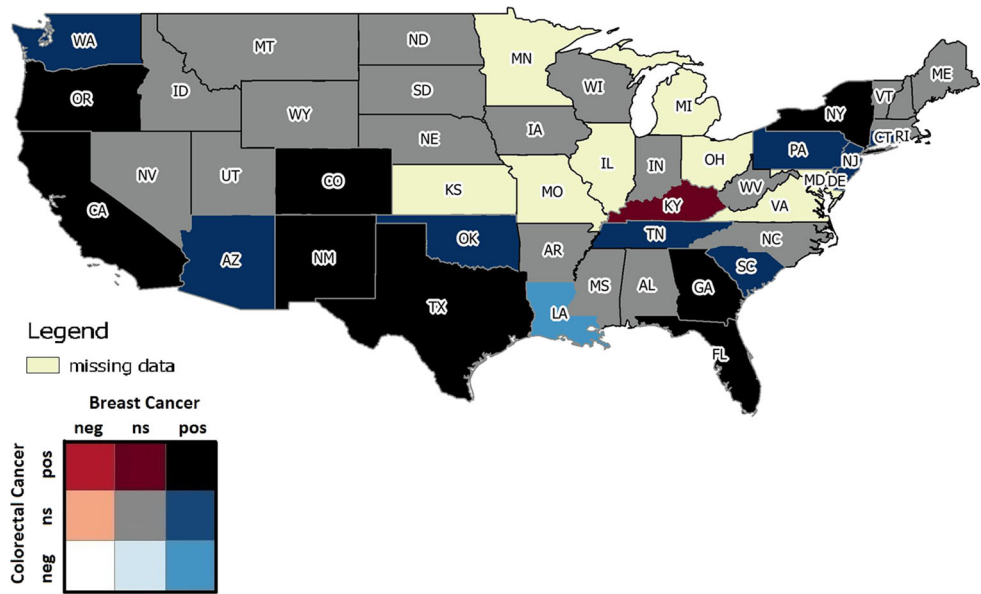 WA
MT
ND
MN
ME
OR
ID
SD
WI
VT
WY
MI
NY
NE
IA
CT RI
NV
UT
CO
KS
MO
IL
IN
OH
PA
NJ
WV
MD DE
VA
KY
CA
AZ
NM
OK
AR
TN
NC
SC
TX
LA
MS
AL
GA
FL
Legend
missing data
Breast Cancer
neg ns pos
Colorectal Cancer
pos
ns
neg